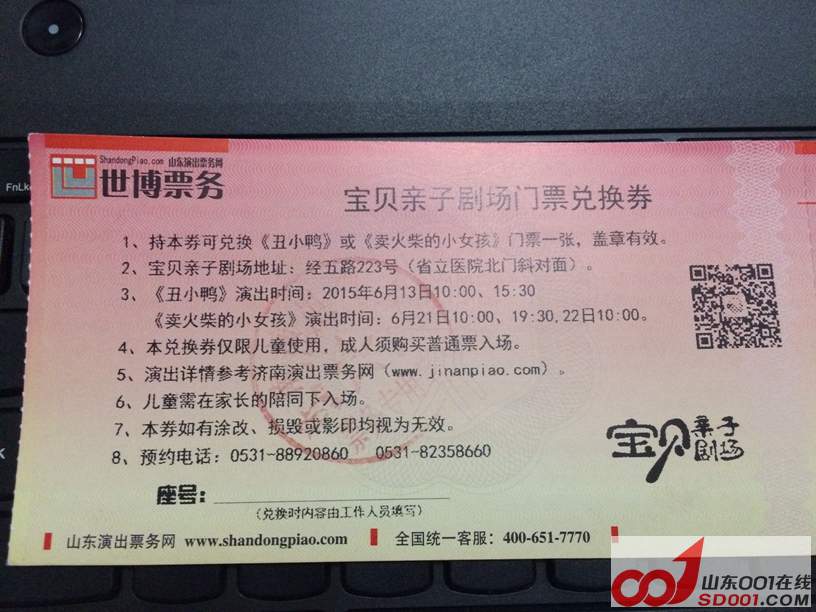 FnLk
ShandongPiao.com 山东演出票务网
世博票务
宝贝亲子剧场门票兑换券
1、持本券可兑换《丑小鸭》或《卖火柴的小女孩》门票一张，盖章有效。
2、宝贝亲子剧场地址：经五路223号（省立医院北门斜对面）。
3、《丑小鸭》演出时间：2015年6月13日10:00、15:30
《卖火柴的小女孩》演出时间：6月21日10:00、19:30,22日10:00。
4、本兑换券仅限儿童使用，成人须购买普通票入场。
5、演出详情参考济南演出票务网（www.jinanpiao.com）。
6、儿童需在家长的陪同下入场。
7、本券如有涂改、损毁或影印均视为无效。
8、预约电话：0531-88920860 0531-82358660
宝贝亲子剧场
座号：
（兑换时内容由工作人员填写）
山东演出票务网 www.shandongpiao.com 全国统一客服：400-651-7770
山东001在线
SD001.COM